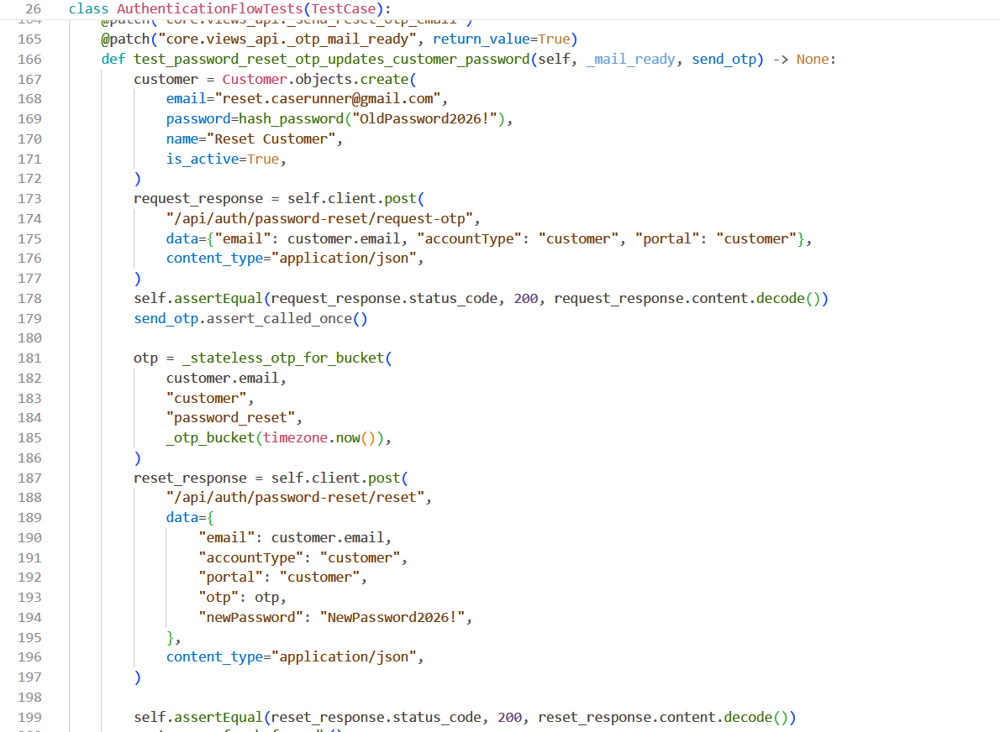 26 class AuthenticationFlowTests(TestCase):
164 @patch("core.views_api._send_reset_otp_email")
165 @patch("core.views_api._otp_mail_ready", return_value=True)
166 def test_password_reset_otp_updates_customer_password(self, _mail_ready, send_otp) -> None:
167 customer = Customer.objects.create(
168 email="reset.caserunner@gmail.com",
169 password=hash_password("OldPassword2026!"),
170 name="Reset Customer",
171 is_active=True,
172 )
173 request_response = self.client.post(
174 "/api/auth/password-reset/request-otp",
175 data={"email": customer.email, "accountType": "customer", "portal": "customer"},
176 content_type="application/json",
177 )
178 self.assertEqual(request_response.status_code, 200, request_response.content.decode())
179 send_otp.assert_called_once()
180
181 otp = _stateless_otp_for_bucket(
182 customer.email,
183 "customer",
184 "password_reset",
185 _otp_bucket(timezone.now()),
186 )
187 reset_response = self.client.post(
188 "/api/auth/password-reset/reset",
189 data={
190 "email": customer.email,
191 "accountType": "customer",
192 "portal": "customer",
193 "otp": otp,
194 "newPassword": "NewPassword2026!",
195 },
196 content_type="application/json",
197 )
198
199 self.assertEqual(reset_response.status_code, 200, reset_response.content.decode())